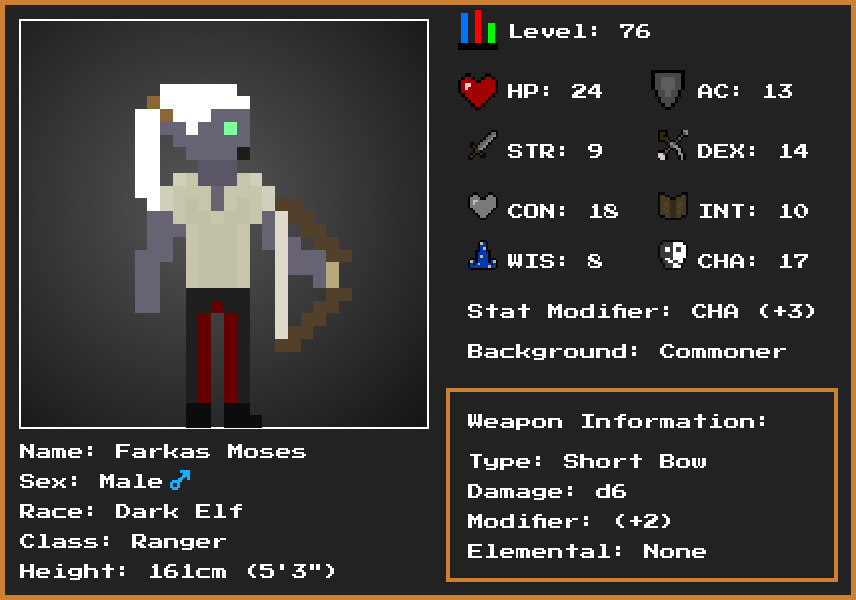 Level: 76
HP: 24 AC: 13
STR: 9 DEX: 14
CON: 18 INT: 10
WIS: 8 CHA: 17
Stat Modifier: CHA (+3)
Background: Commoner
Weapon Information:
Type: Short Bow
Damage: d6
Modifier: (+2)
Elemental: None
Name: Farkas Moses
Sex: Male♂
Race: Dark Elf
Class: Ranger
Height: 161cm (5'3")